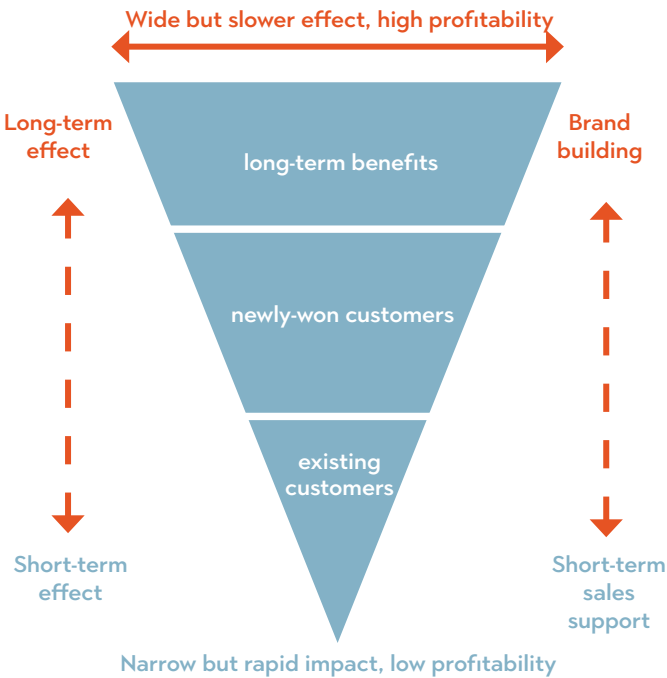 Wide but slower effect, high profitability
Long-term
effect
Brand
building
long-term benefits
newly-won customers
existing
customers
Short-term
effect
Short-term
sales
support
Narrow but rapid impact, low profitability